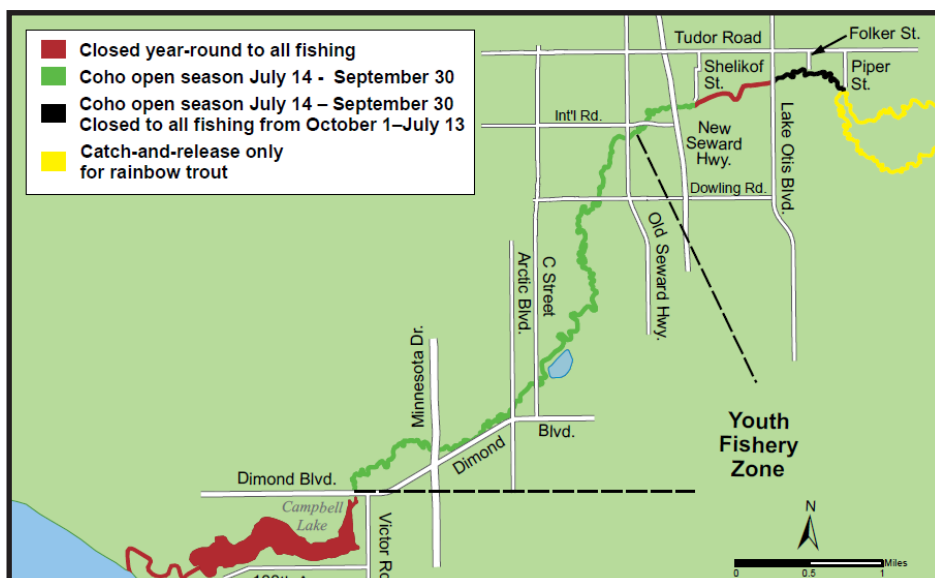 Closed year-round to all fishing
Coho open season July 14 - September 30
Coho open season July 14 – September 30
Closed to all fishing from October 1–July 13
Catch-and-release only
for rainbow trout
Tudor Road
Folker St.
Shelikof
St.
Piper
St.
Int'l Rd.
New
Seward
Hwy.
Lake Otis Blvd.
Dowling Rd.
Old Seward Hwy.
Arctic Blvd.
C Street
Minnesota Dr.
Youth
Fishery
Zone
Dimond
Blvd.
Dimond Blvd.
Campbell
Lake
Victor Rd
N
Miles
0 0.5 1